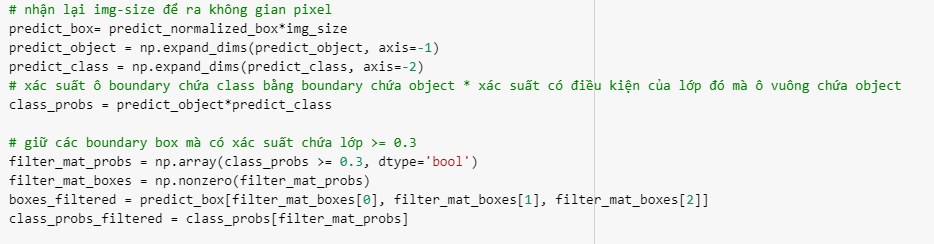 # nhận lại img-size để ra không gian pixel
predict_box= predict_normalized_box*img_size
predict_object = np.expand_dims(predict_object, axis=-1)
predict_class = np.expand_dims(predict_class, axis=-2)
# xác suất ô boundary chứa class bằng boundary chứa object * xác suất có điều kiện của lớp đó mà ô vuông chứa object
class_probs = predict_object*predict_class
# giữ các boundary box mà có xác suất chứa lớp >= 0.3
filter_mat_probs = np.array(class_probs >= 0.3, dtype='bool')
filter_mat_boxes = np.nonzero(filter_mat_probs)
boxes_filtered = predict_box[filter_mat_boxes[0], filter_mat_boxes[1], filter_mat_boxes[2]]
class_probs_filtered = class_probs[filter_mat_probs]